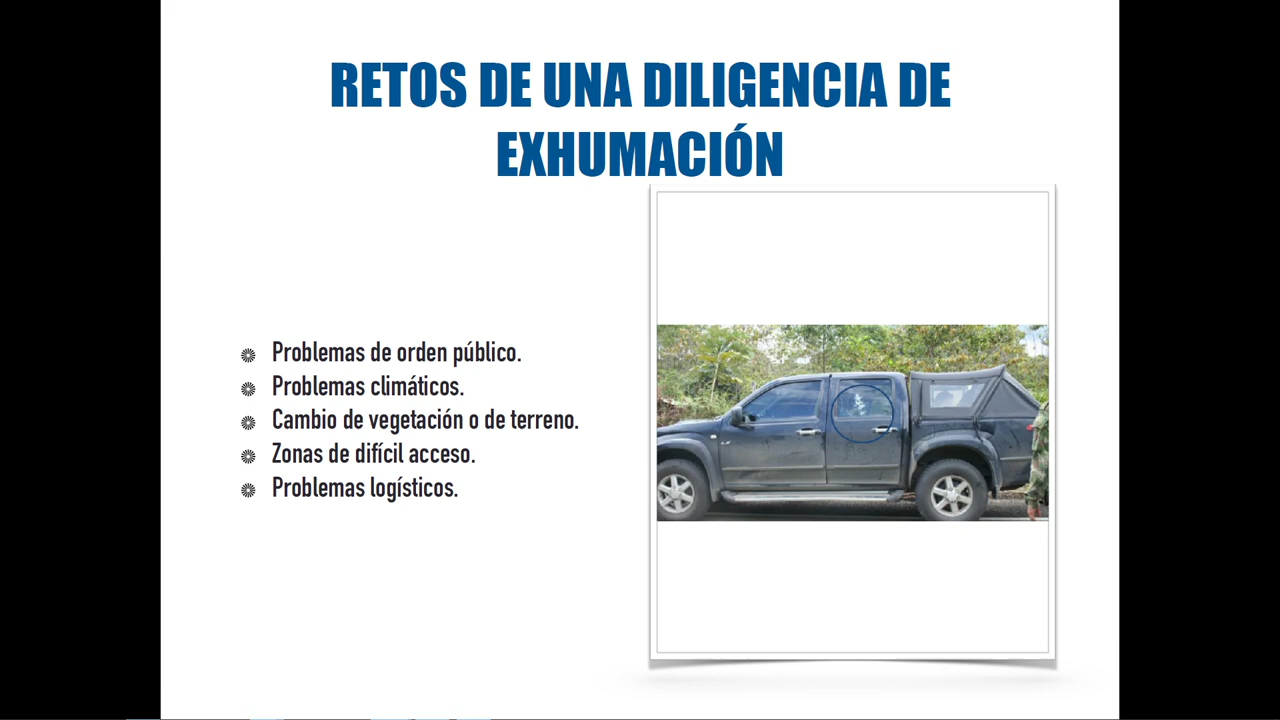 RETOS DE UNA DILIGENCIA DE
EXHUMACIÓN
Problemas de orden público.
Problemas climáticos.
Cambio de vegetación o de terreno.
Zonas de difícil acceso.
Problemas logísticos.